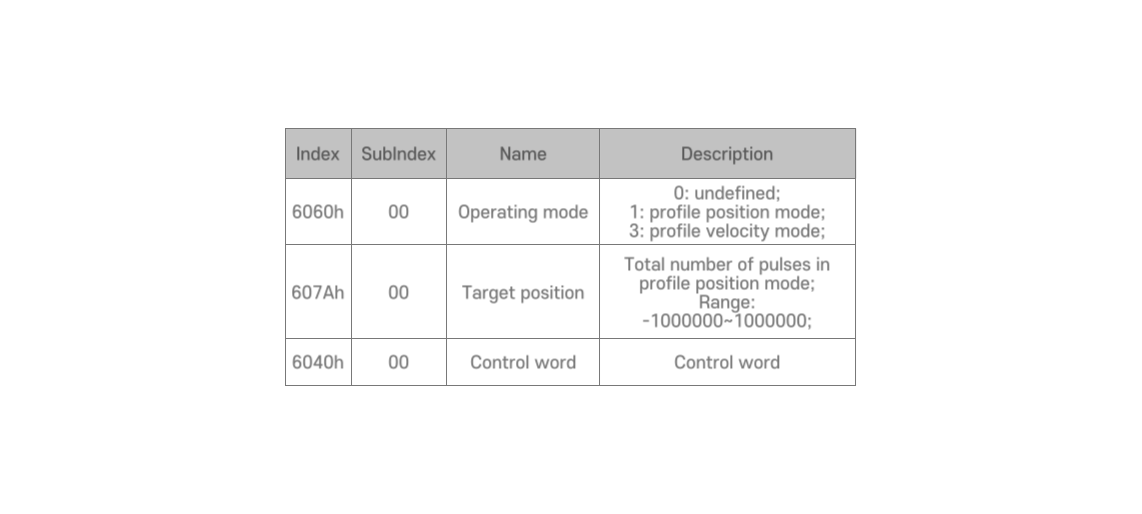 Index SubIndex Name Description
6060h 00 Operating mode 0: undefined;
1: profile position mode;
3: profile velocity mode;
607Ah 00 Target position Total number of pulses in
profile position mode;
Range:
-1000000~1000000;
6040h 00 Control word Control word